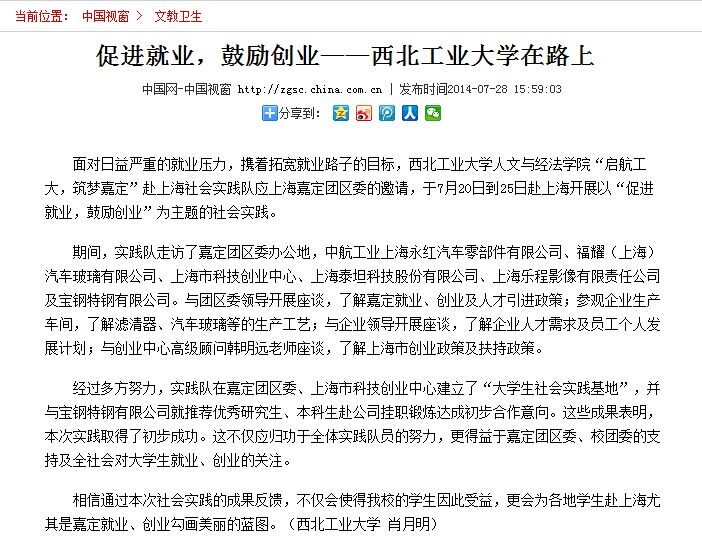 当前位置： 中国视窗 > 文教卫生
促进就业，鼓励创业——西北工业大学在路上
中国网-中国视窗 http://zgsc.china.com.cn | 发布时间2014-07-28 15:59:03
分享到：
面对日益严重的就业压力，携着拓宽就业路子的目标，西北工业大学人文与经法学院“启航工
大，筑梦嘉定”赴上海社会实践队应上海嘉定团区委的邀请，于7月20日到25日赴上海开展以“促进
就业，鼓励创业”为主题的社会实践。
期间，实践队走访了嘉定团区委办公地，中航工业上海永红汽车零部件有限公司、福耀（上海）
汽车玻璃有限公司、上海市科技创业中心、上海泰坦科技股份有限公司、上海乐程影像有限责任公司
及宝钢特钢有限公司。与团区委领导开展座谈，了解嘉定就业、创业及人才引进政策；参观企业生产
车间，了解滤清器、汽车玻璃等的生产工艺；与企业领导开展座谈，了解企业人才需求及员工个人发
展计划；与创业中心高级顾问韩明远老师座谈，了解上海市创业政策及扶持政策。
经过多方努力，实践队在嘉定团区委、上海市科技创业中心建立了“大学生社会实践基地”，并
与宝钢特钢有限公司就推荐优秀研究生、本科生赴公司挂职锻炼达成初步合作意向。这些成果表明，
本次实践取得了初步成功。这不仅应归功于全体实践队员的努力，更得益于嘉定团区委、校团委的支
持及全社会对大学生就业、创业的关注。
相信通过本次社会实践的成果反馈，不仅会使得我校的学生因此受益，更会为各地学生赴上海尤
其是嘉定就业、创业勾画美丽的蓝图。（西北工业大学 肖月明）